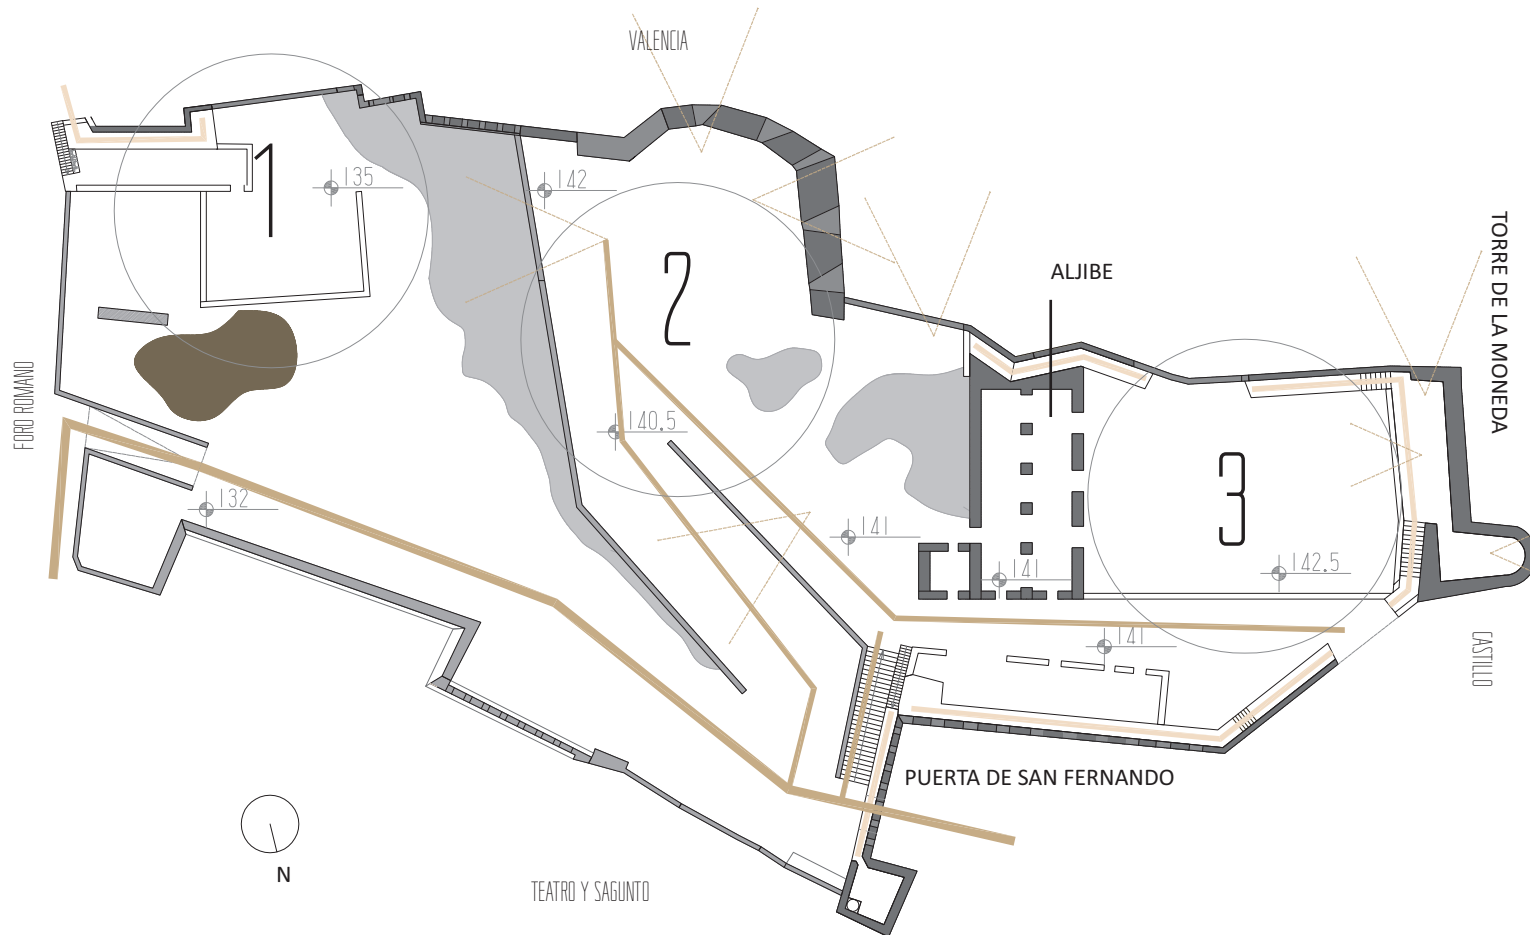 VALENCIA
1
135
142
2
ALJIBE
TORRE DE LA MONEDA
FORO ROMANO
140.5
3
132
141
141
142.5
141
CASTILLO
PUERTA DE SAN FERNANDO
N
TEATRO Y SAGUNTO